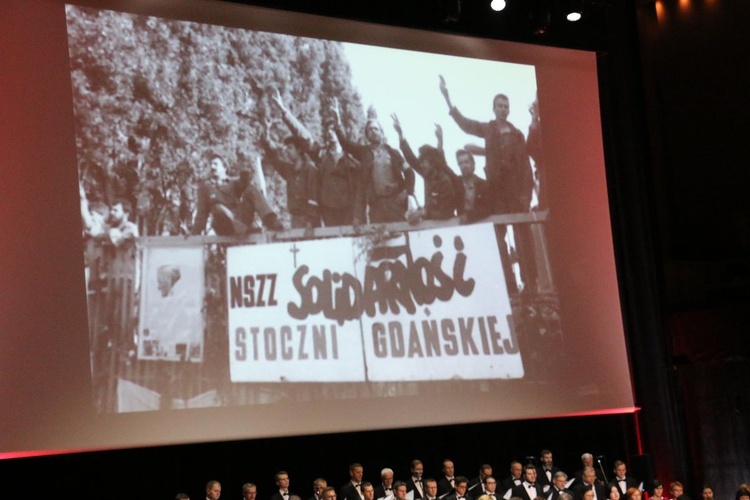 NSZZ SOLIDARNOŚĆ
STOCZNI GDAŃSKIEJ